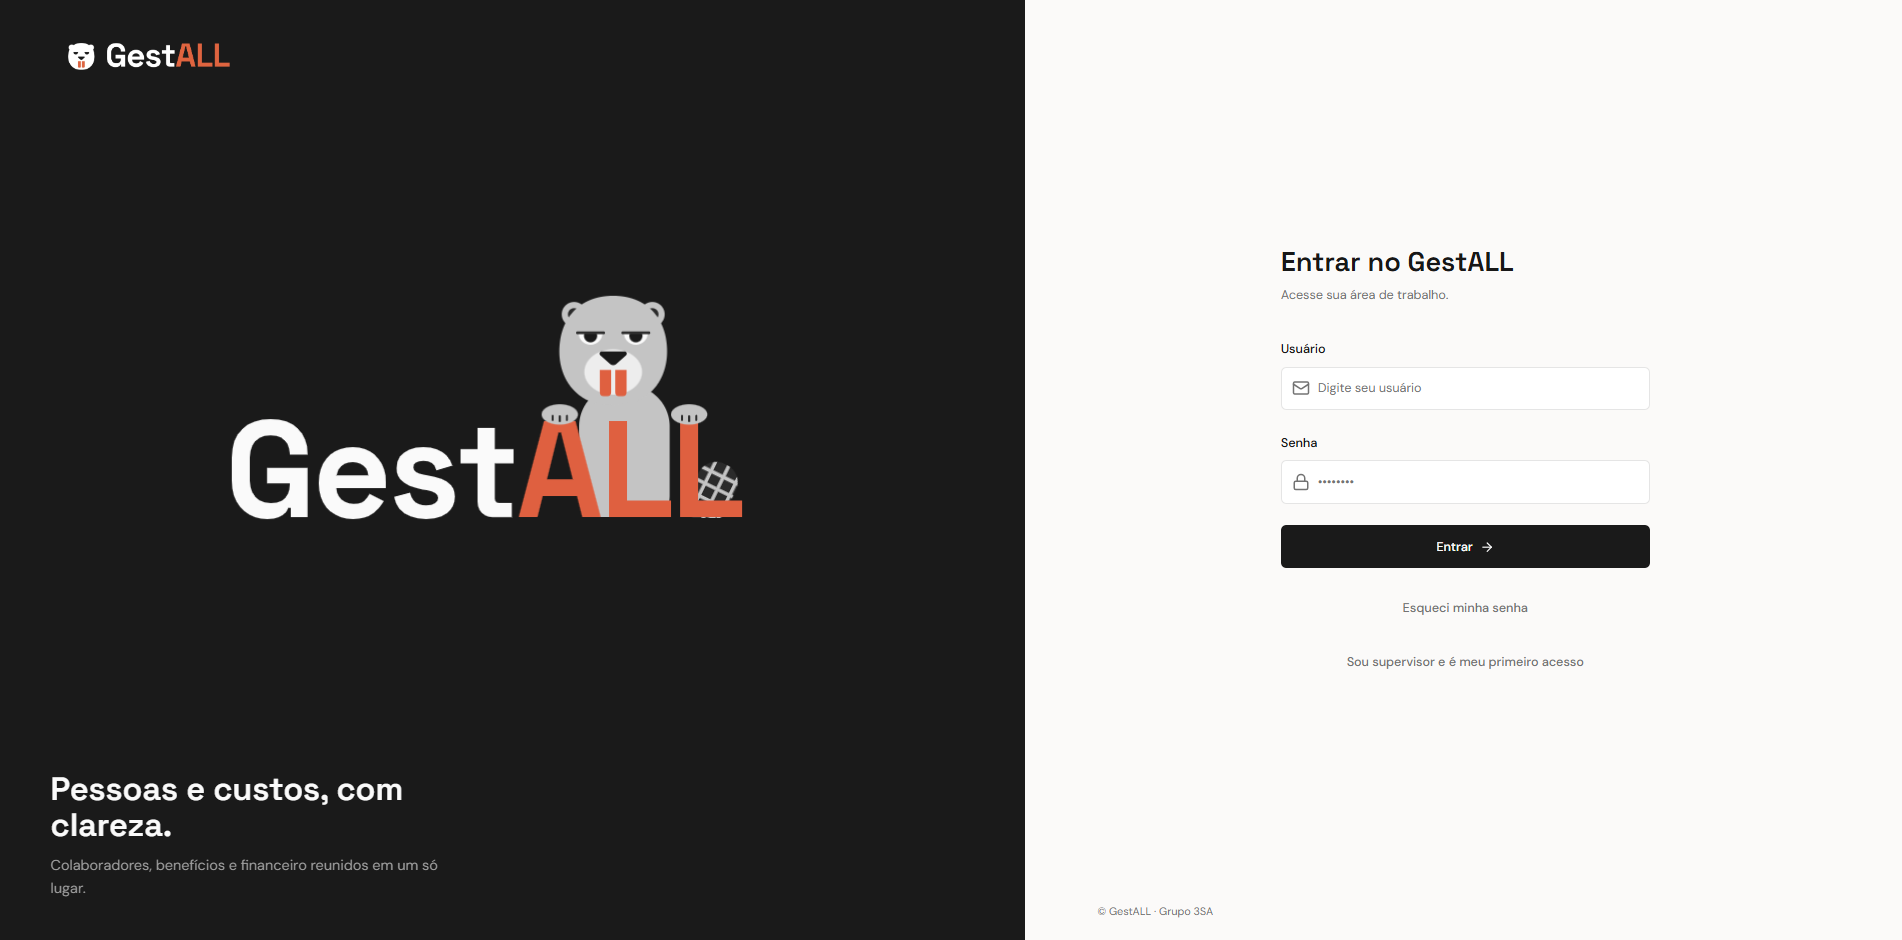 GestALL
GestALL
Pessoas e custos, com
clareza.
Colaboradores, benefícios e financeiro reunidos em um só
lugar.
Entrar no GestALL
Acesse sua área de trabalho.
Usuário
Digite seu usuário
Senha
••••••••
Entrar →
Esqueci minha senha
Sou supervisor e é meu primeiro acesso
© GestALL · Grupo 3SA